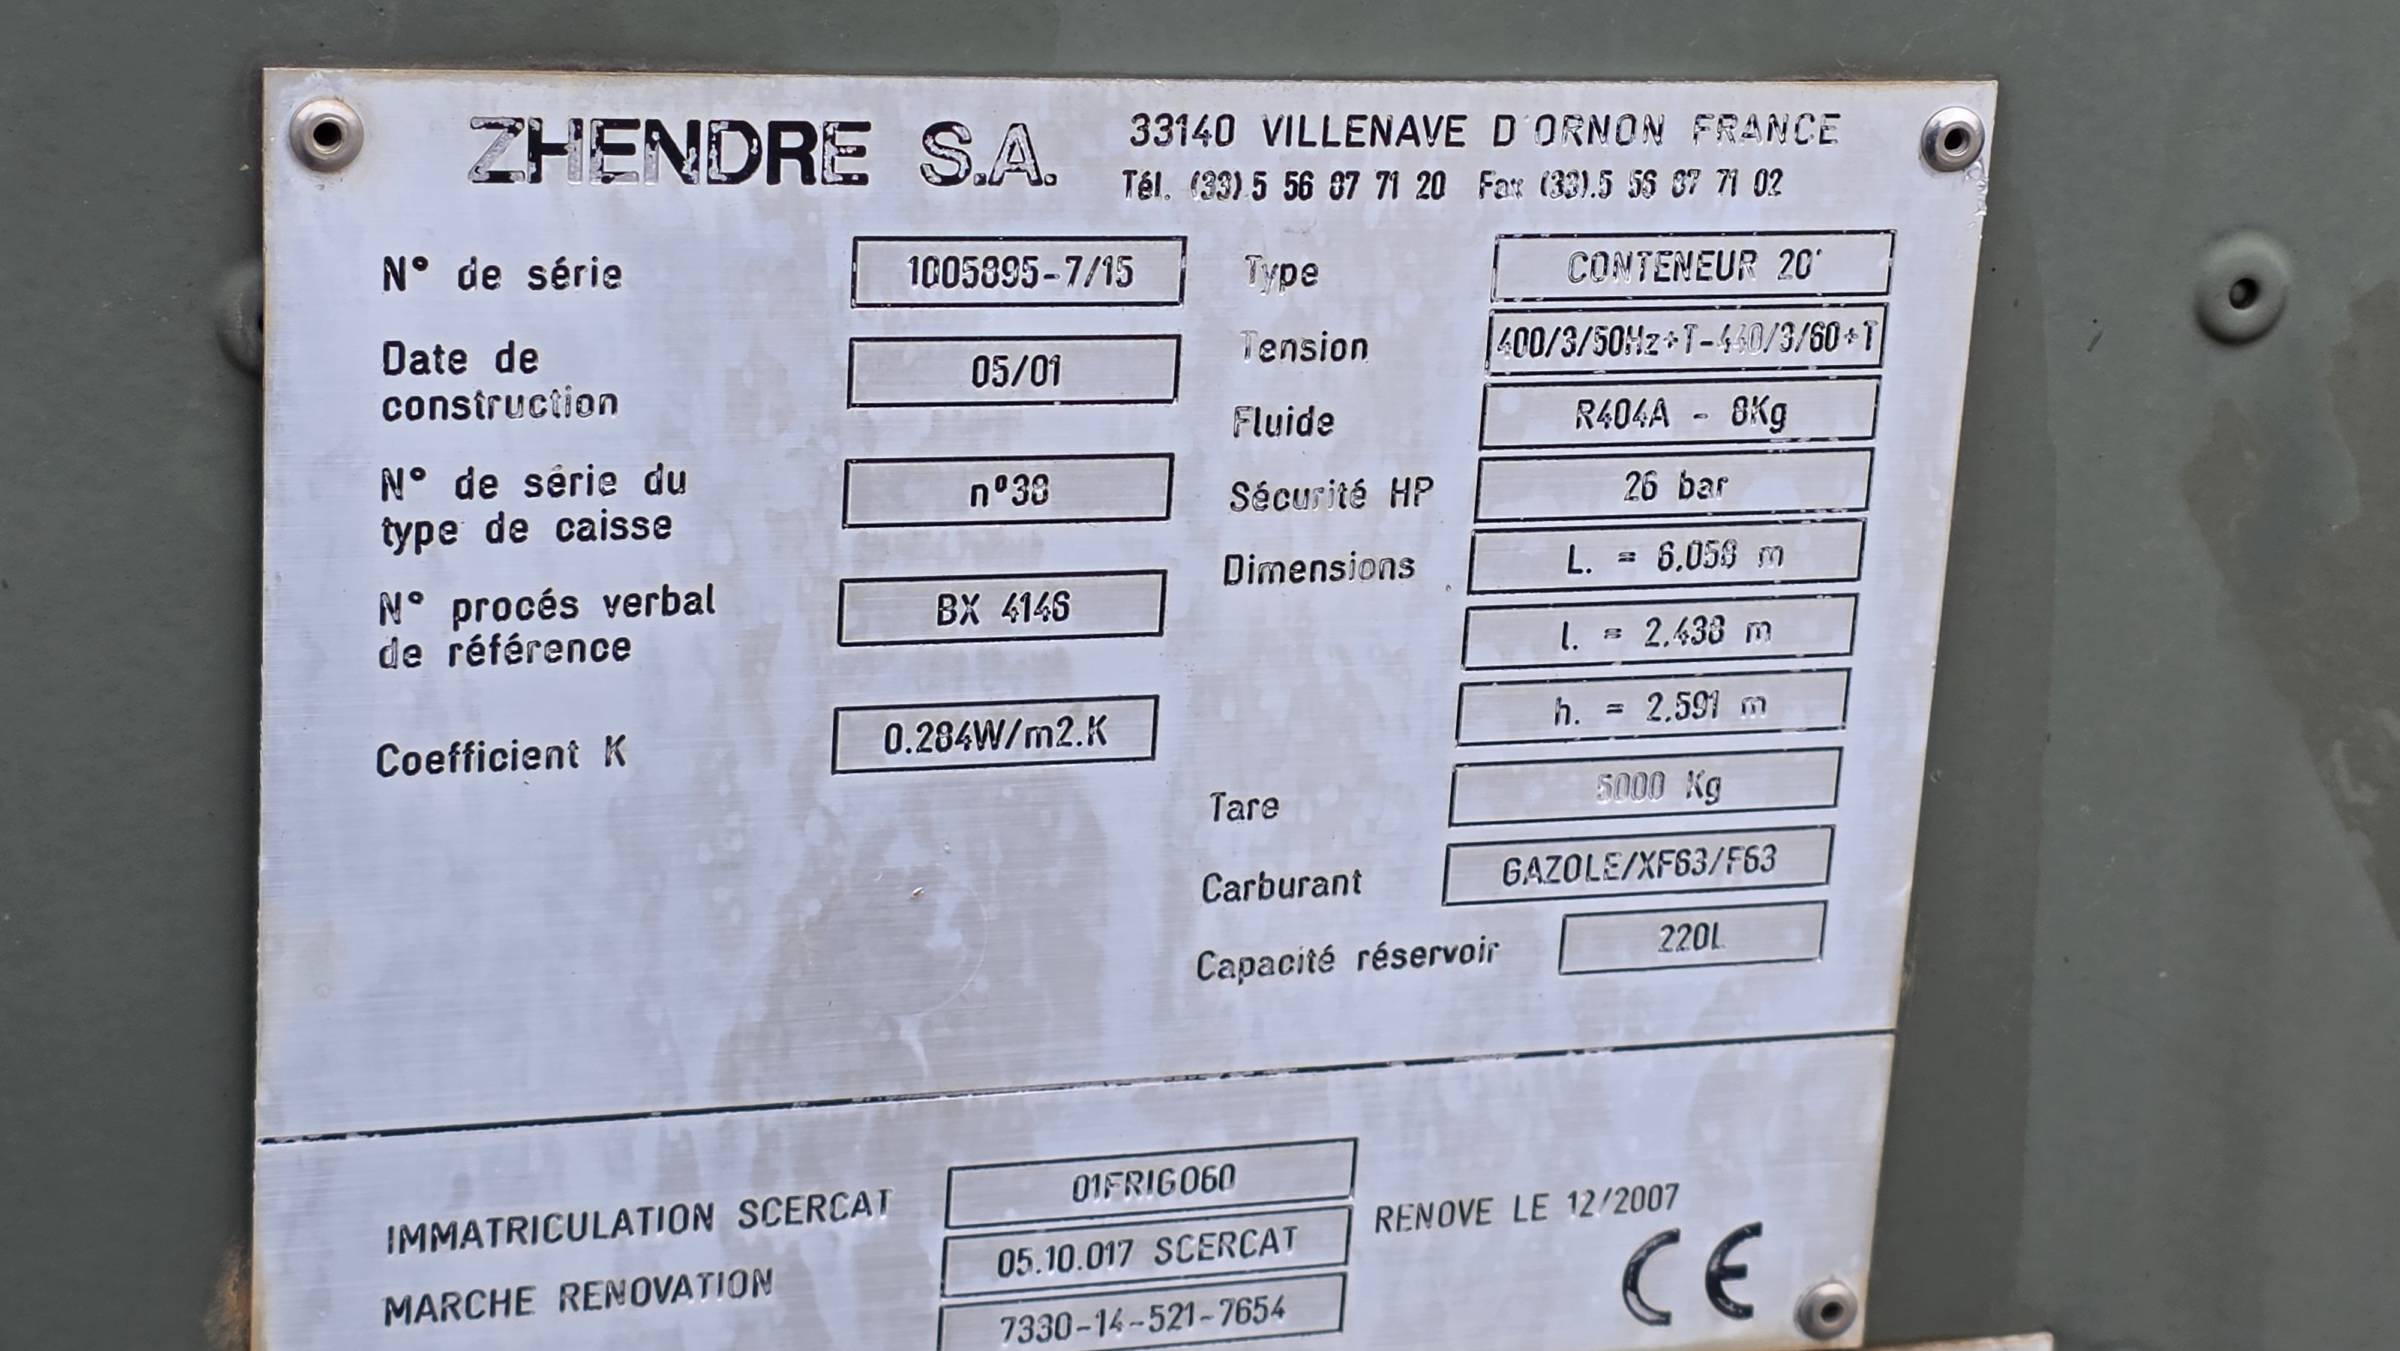 ZHENDRE S.A.
33140 VILLENAVE D'ORNON FRANCE
Tél. (33).5 56 87 71 20 Fax (33).5 56 87 71 02
N° de série 1005895-7/15
Date de
construction 05/01
N° de série du
type de caisse n°38
N° procés verbal
de référence BX 4146
Coefficient K 0.284W/m2.K
Type CONTENEUR 20'
Tension 400/3/50Hz+T-440/3/60+T
Fluide R404A - 8Kg
Sécurité HP 26 bar
Dimensions L. = 6.058 m
l. = 2.438 m
h. = 2.591 m
Tare 5000 Kg
Carburant GAZOLE/XF63/F63
Capacité réservoir 220L
IMMATRICULATION SCERCAT 01FRIG060
MARCHE RENOVATION 05.10.017 SCERCAT
7330-14-521-7654
RENOVE LE 12/2007
CE